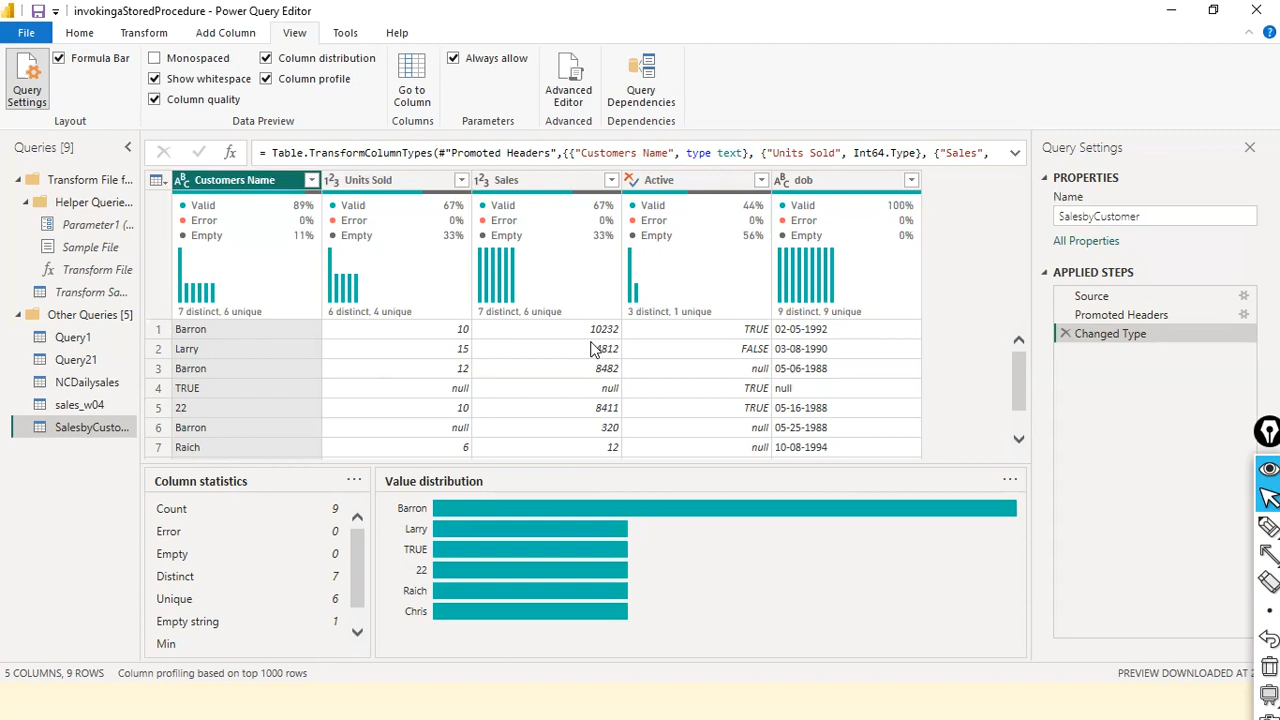 invokingaStoredProcedure - Power Query Editor
File Home Transform Add Column View Tools Help
Query Settings
Formula Bar
Layout
Monospaced
Show whitespace
Column quality
Column distribution
Column profile
Data Preview
Go to Column
Columns
Always allow
Parameters
Advanced Editor
Advanced
Query Dependencies
Dependencies
Queries [9]
Transform File f...
Helper Querie...
Parameter1 (...
Sample File
fx Transform File
Transform Sa...
Other Queries [5]
Query1
Query21
NCDailysales
sales_w04
SalesbyCusto...
fx = Table.TransformColumnTypes(#"Promoted Headers",{{"Customers Name", type text}, {"Units Sold", Int64.Type}, {"Sales",
ABC Customers Name 123 Units Sold 123 Sales Active ABC dob
Valid 89% Valid 67% Valid 67% Valid 44% Valid 100%
Error 0% Error 0% Error 0% Error 0% Error 0%
Empty 11% Empty 33% Empty 33% Empty 56% Empty 0%
7 distinct, 6 unique 6 distinct, 4 unique 7 distinct, 6 unique 3 distinct, 1 unique 9 distinct, 9 unique
1 Barron 10 10232 TRUE 02-05-1992
2 Larry 15 FALSE 03-08-1990
3 Barron 12 8482 null 05-06-1988
4 TRUE null null TRUE null
5 22 10 8411 TRUE 05-16-1988
6 Barron null 320 null 05-25-1988
7 Raich 6 12 null 10-08-1994
Column statistics ...
Count 9
Error 0
Empty 0
Distinct 7
Unique 6
Empty string 1
Min
Value distribution ...
Barron
Larry
TRUE
22
Raich
Chris
Query Settings
PROPERTIES
Name
SalesbyCustomer
All Properties
APPLIED STEPS
Source
Promoted Headers
Changed Type
5 COLUMNS, 9 ROWS Column profiling based on top 1000 rows PREVIEW DOWNLOADED AT